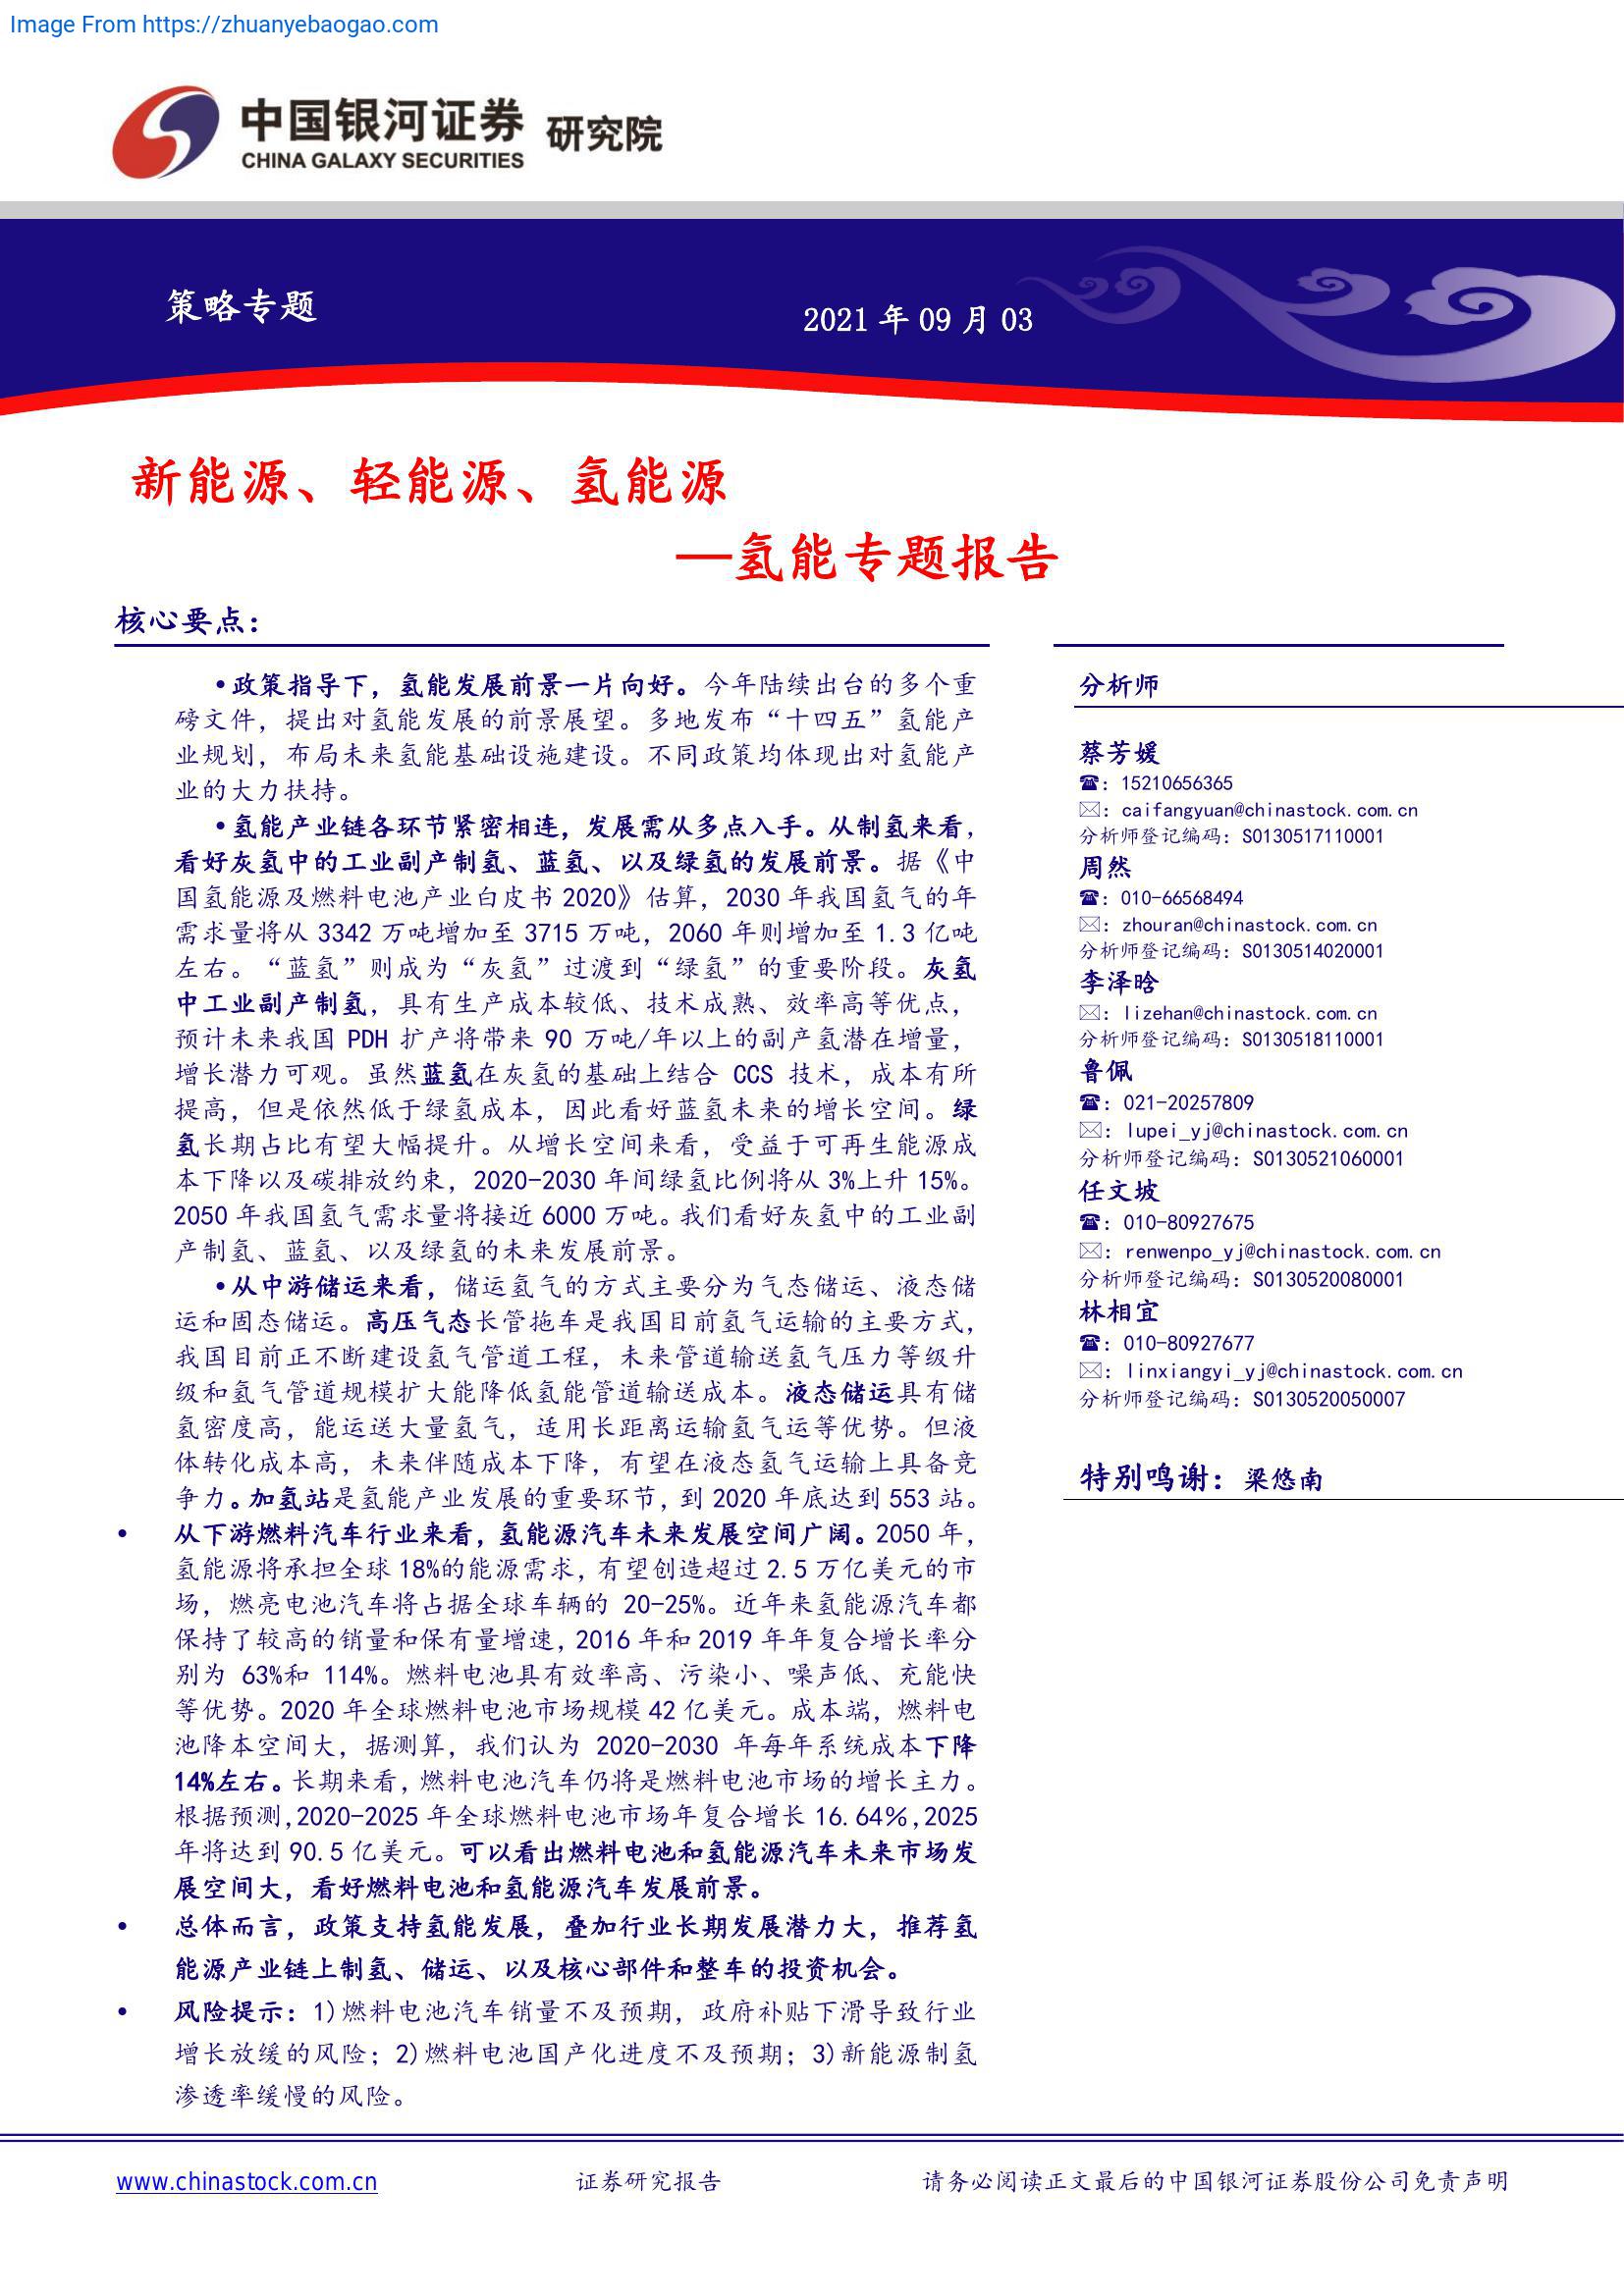 Image From https://zhuanyebaogao.com
中国银河证券 研究院
CHINA GALAXY SECURITIES
策略专题
2021 年 09 月 03
新能源、轻能源、氢能源
—氢能专题报告
核心要点：
•政策指导下，氢能发展前景一片向好。今年陆续出台的多个重
磅文件，提出对氢能发展的前景展望。多地发布“十四五”氢能产
业规划，布局未来氢能基础设施建设。不同政策均体现出对氢能产
业的大力扶持。
•氢能产业链各环节紧密相连，发展需从多点入手。从制氢来看，
看好灰氢中的工业副产制氢、蓝氢、以及绿氢的发展前景。据《中
国氢能源及燃料电池产业白皮书 2020》估算，2030 年我国氢气的年
需求量将从 3342 万吨增加至 3715 万吨，2060 年则增加至 1.3 亿吨
左右。“蓝氢”则成为“灰氢”过渡到“绿氢”的重要阶段。灰氢
中工业副产制氢，具有生产成本较低、技术成熟、效率高等优点，
预计未来我国 PDH 扩产将带来 90 万吨/年以上的副产氢潜在增量，
增长潜力可观。虽然蓝氢在灰氢的基础上结合 CCS 技术，成本有所
提高，但是依然低于绿氢成本，因此看好蓝氢未来的增长空间。绿
氢长期占比有望大幅提升。从增长空间来看，受益于可再生能源成
本下降以及碳排放约束，2020-2030 年间绿氢比例将从 3%上升 15%。
2050 年我国氢气需求量将接近 6000 万吨。我们看好灰氢中的工业副
产制氢、蓝氢、以及绿氢的未来发展前景。
•从中游储运来看，储运氢气的方式主要分为气态储运、液态储
运和固态储运。高压气态长管拖车是我国目前氢气运输的主要方式，
我国目前正不断建设氢气管道工程，未来管道输送氢气压力等级升
级和氢气管道规模扩大能降低氢能管道输送成本。液态储运具有储
氢密度高，能运送大量氢气，适用长距离运输氢气运等优势。但液
体转化成本高，未来伴随成本下降，有望在液态氢气运输上具备竞
争力。加氢站是氢能产业发展的重要环节，到 2020 年底达到 553 站。
• 从下游燃料汽车行业来看，氢能源汽车未来发展空间广阔。2050 年，
氢能源将承担全球 18%的能源需求，有望创造超过 2.5 万亿美元的市
场，燃亮电池汽车将占据全球车辆的 20-25%。近年来氢能源汽车都
保持了较高的销量和保有量增速，2016 年和 2019 年年复合增长率分
别为 63%和 114%。燃料电池具有效率高、污染小、噪声低、充能快
等优势。2020 年全球燃料电池市场规模 42 亿美元。成本端，燃料电
池降本空间大，据测算，我们认为 2020-2030 年每年系统成本下降
14%左右。长期来看，燃料电池汽车仍将是燃料电池市场的增长主力。
根据预测,2020-2025 年全球燃料电池市场年复合增长 16.64%,2025
年将达到 90.5 亿美元。可以看出燃料电池和氢能源汽车未来市场发
展空间大，看好燃料电池和氢能源汽车发展前景。
• 总体而言，政策支持氢能发展，叠加行业长期发展潜力大，推荐氢
能源产业链上制氢、储运、以及核心部件和整车的投资机会。
• 风险提示：1)燃料电池汽车销量不及预期，政府补贴下滑导致行业
增长放缓的风险；2)燃料电池国产化进度不及预期；3)新能源制氢
渗透率缓慢的风险。
分析师
蔡芳媛
☎：15210656365
✉：caifangyuan@chinastock.com.cn
分析师登记编码：S0130517110001
周然
☎：010-66568494
✉：zhouran@chinastock.com.cn
分析师登记编码：S0130514020001
李泽晗
✉：lizehan@chinastock.com.cn
分析师登记编码：S0130518110001
鲁佩
☎：021-20257809
✉：lupei_yj@chinastock.com.cn
分析师登记编码：S0130521060001
任文坡
☎：010-80927675
✉：renwenpo_yj@chinastock.com.cn
分析师登记编码：S0130520080001
林相宜
☎：010-80927677
✉：linxiangyi_yj@chinastock.com.cn
分析师登记编码：S0130520050007
特别鸣谢：梁悠南
www.chinastock.com.cn
证券研究报告
请务必阅读正文最后的中国银河证券股份公司免责声明